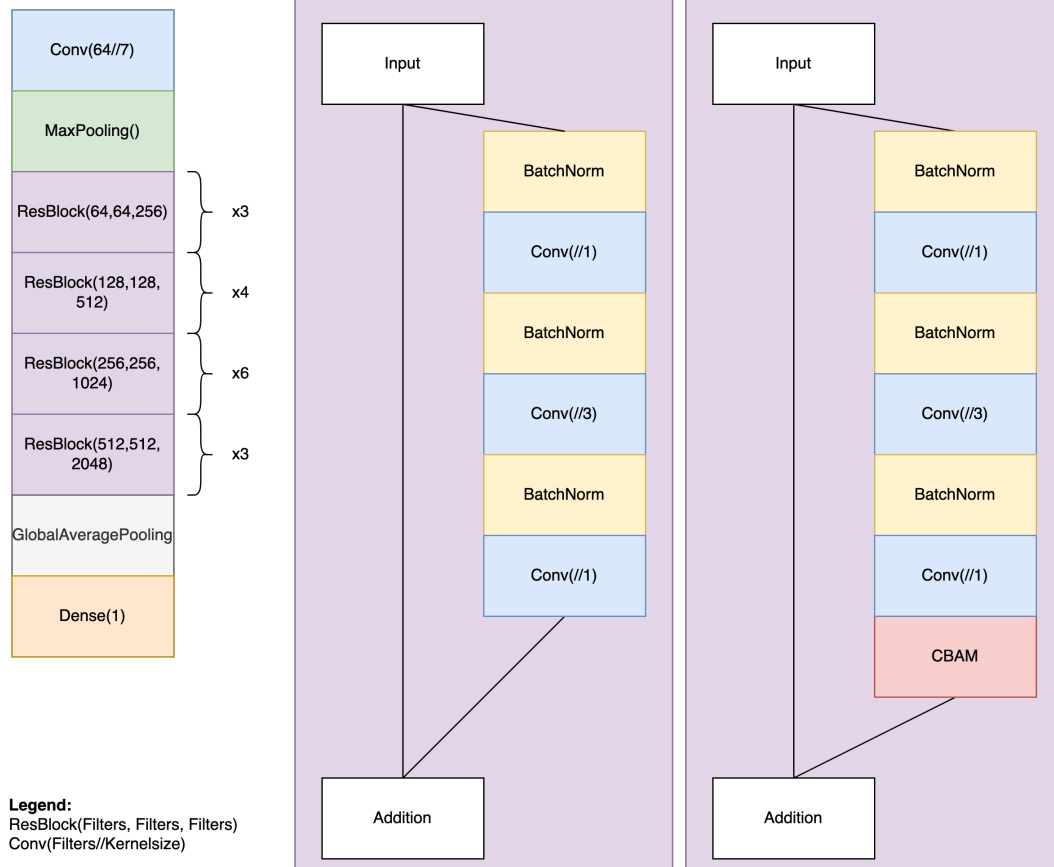 Conv(64//7)
MaxPooling()
ResBlock(64,64,256)
x3
ResBlock(128,128,
512)
x4
ResBlock(256,256,
1024)
x6
ResBlock(512,512,
2048)
x3
GlobalAveragePooling
Dense(1)
Legend:
ResBlock(Filters, Filters, Filters)
Conv(Filters//Kernelsize)
Input
BatchNorm
Conv(//1)
BatchNorm
Conv(//3)
BatchNorm
Conv(//1)
Addition
Input
BatchNorm
Conv(//1)
BatchNorm
Conv(//3)
BatchNorm
Conv(//1)
CBAM
Addition